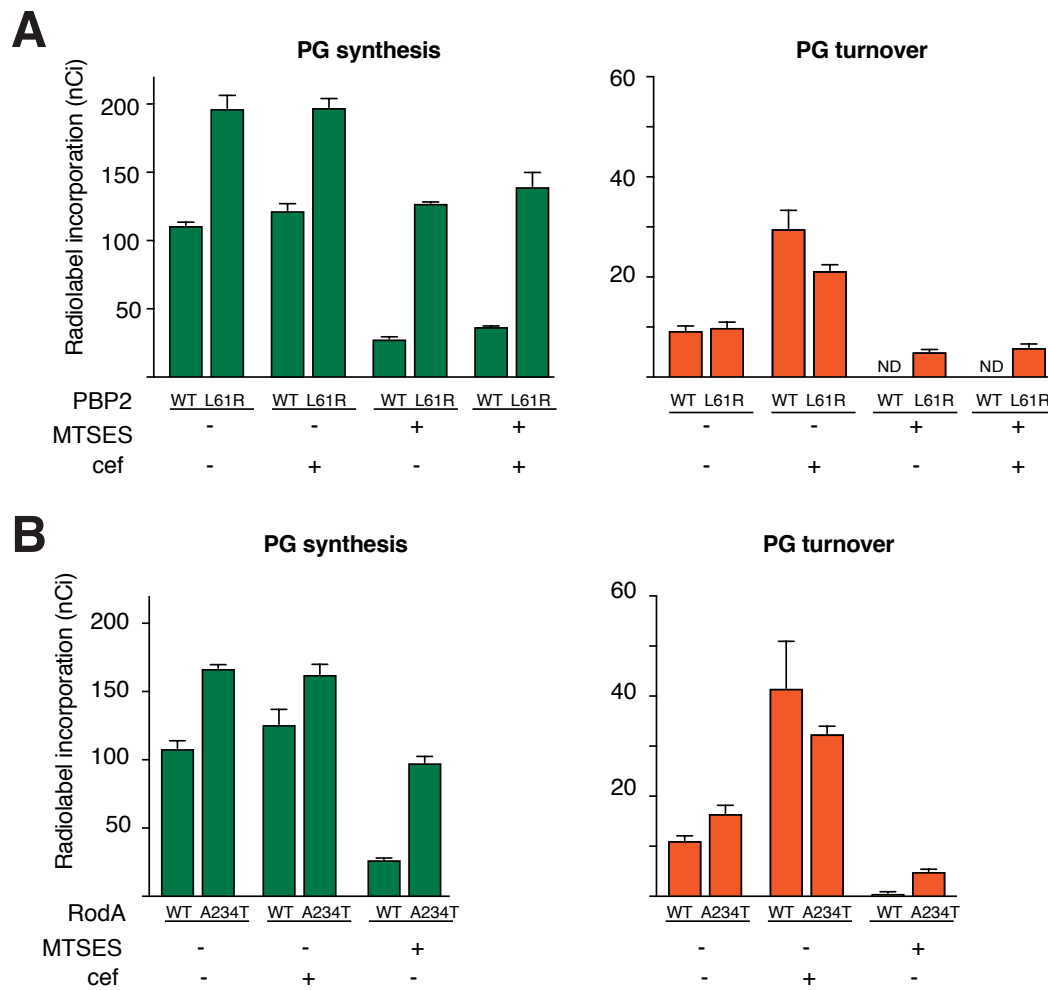 A
PG synthesis
PG turnover
Radiolabel incorporation (nCi)
200
150
100
50
60
40
20
ND
ND
PBP2
WT L61R WT L61R WT L61R WT L61R
WT L61R WT L61R WT L61R WT L61R
MTSES
- - + +
- - + +
cef
- + - +
- + - +
B
PG synthesis
PG turnover
Radiolabel incorporation (nCi)
200
150
100
50
60
40
20
RodA
WT A234T WT A234T WT A234T
WT A234T WT A234T WT A234T
MTSES
- - +
- - +
cef
- + -
- + -